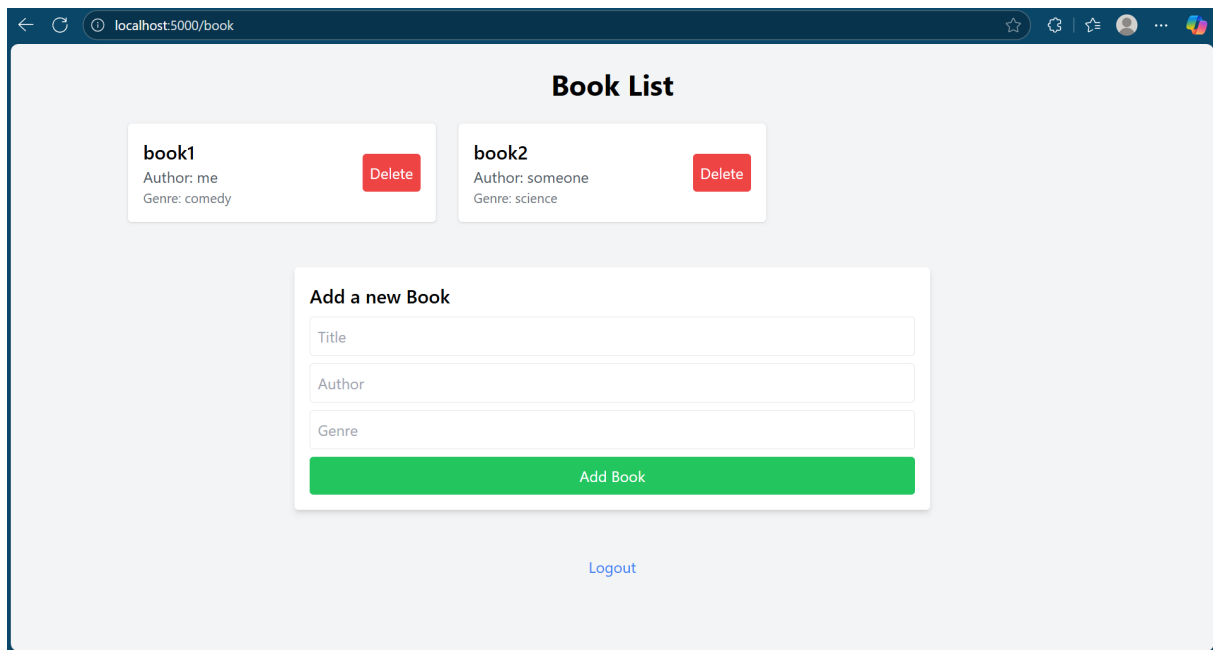 localhost:5000/book
Book List
book1
Author: me
Genre: comedy
Delete
book2
Author: someone
Genre: science
Delete
Add a new Book
Title
Author
Genre
Add Book
Logout